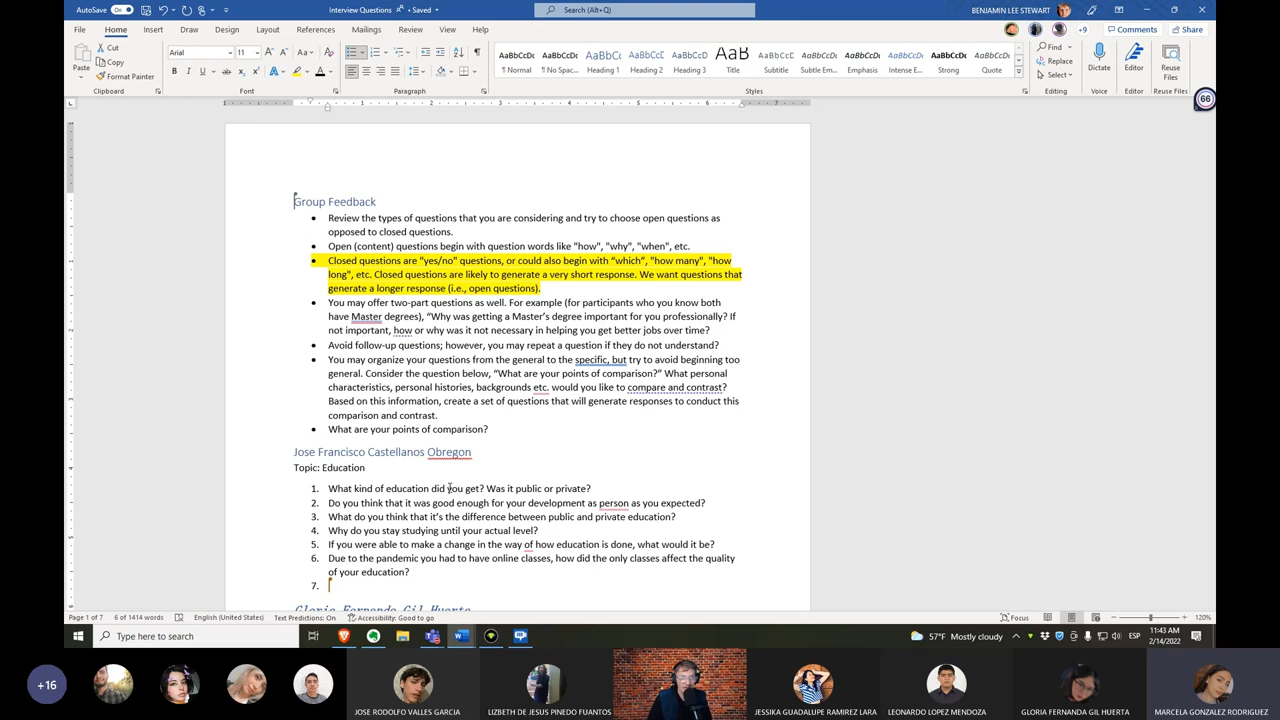 AutoSave On Interview Questions • Saved Search (Alt+Q) BENJAMIN LEE STEWART
File Home Insert Draw Design Layout References Mailings Review View Help +9 Comments Share
Paste Cut Copy Format Painter Clipboard
Arial 11 Font
Paragraph
AaBbCcDd AaBbCcDd AaBbCc AaBbCcD AaBbCcD AaB AaBbCcD AaBbCcDd AaBbCcDd AaBbCcDd AaBbCcDd AaBbCcDd
¶ Normal ¶ No Spac... Heading 1 Heading 2 Heading 3 Title Subtitle Subtle Em... Emphasis Intense E... Strong Quote
Styles
Find Replace Select Editing
Dictate Voice
Editor Editor
Reuse Files Reuse Files
66
Group Feedback
• Review the types of questions that you are considering and try to choose open questions as
opposed to closed questions.
• Open (content) questions begin with question words like "how", "why", "when", etc.
• Closed questions are "yes/no" questions, or could also begin with “which”, "how many", "how
long", etc. Closed questions are likely to generate a very short response. We want questions that
generate a longer response (i.e., open questions).
• You may offer two-part questions as well. For example (for participants who you know both
have Master degrees), “Why was getting a Master’s degree important for you professionally? If
not important, how or why was it not necessary in helping you get better jobs over time?
• Avoid follow-up questions; however, you may repeat a question if they do not understand?
• You may organize your questions from the general to the specific, but try to avoid beginning too
general. Consider the question below, “What are your points of comparison?” What personal
characteristics, personal histories, backgrounds etc. would you like to compare and contrast?
Based on this information, create a set of questions that will generate responses to conduct this
comparison and contrast.
• What are your points of comparison?
Jose Francisco Castellanos Obregon
Topic: Education
1. What kind of education did you get? Was it public or private?
2. Do you think that it was good enough for your development as person as you expected?
3. What do you think that it’s the difference between public and private education?
4. Why do you stay studying until your actual level?
5. If you were able to make a change in the way of how education is done, what would it be?
6. Due to the pandemic you had to have online classes, how did the only classes affect the quality
of your education?
7.
Gloria Fernanda Gil Huerta
Page 1 of 7 6 of 1414 words English (United States) Text Predictions: On Accessibility: Good to go Focus 120%
Type here to search 57°F Mostly cloudy ESP 11:43 AM 2/14/2022
+16 JOSE RODOLFO VALLES GARCIA LIZBETH DE JESUS PINEDO FUANTOS JESSIKA GUADALUPE RAMIREZ LARA LEONARDO LOPEZ MENDOZA GLORIA FERNANDA GIL HUERTA MARCELA GONZALEZ RODRIGUEZ